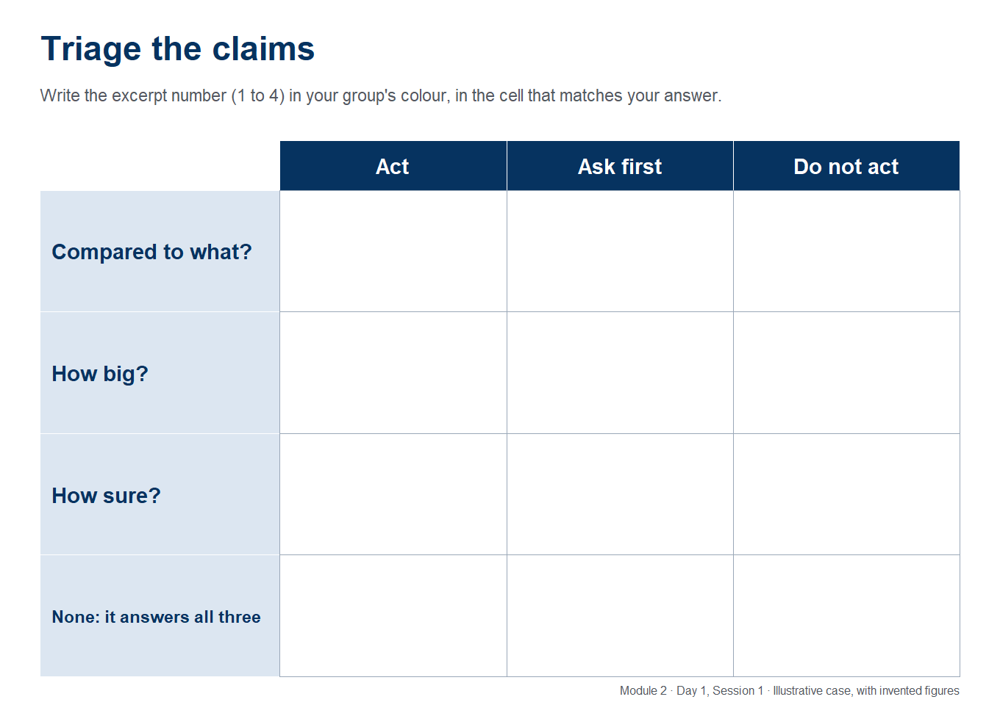 Triage the claims
Write the excerpt number (1 to 4) in your group's colour, in the cell that matches your answer.
Act
Ask first
Do not act
Compared to what?
How big?
How sure?
None: it answers all three
Module 2 · Day 1, Session 1 · Illustrative case, with invented figures